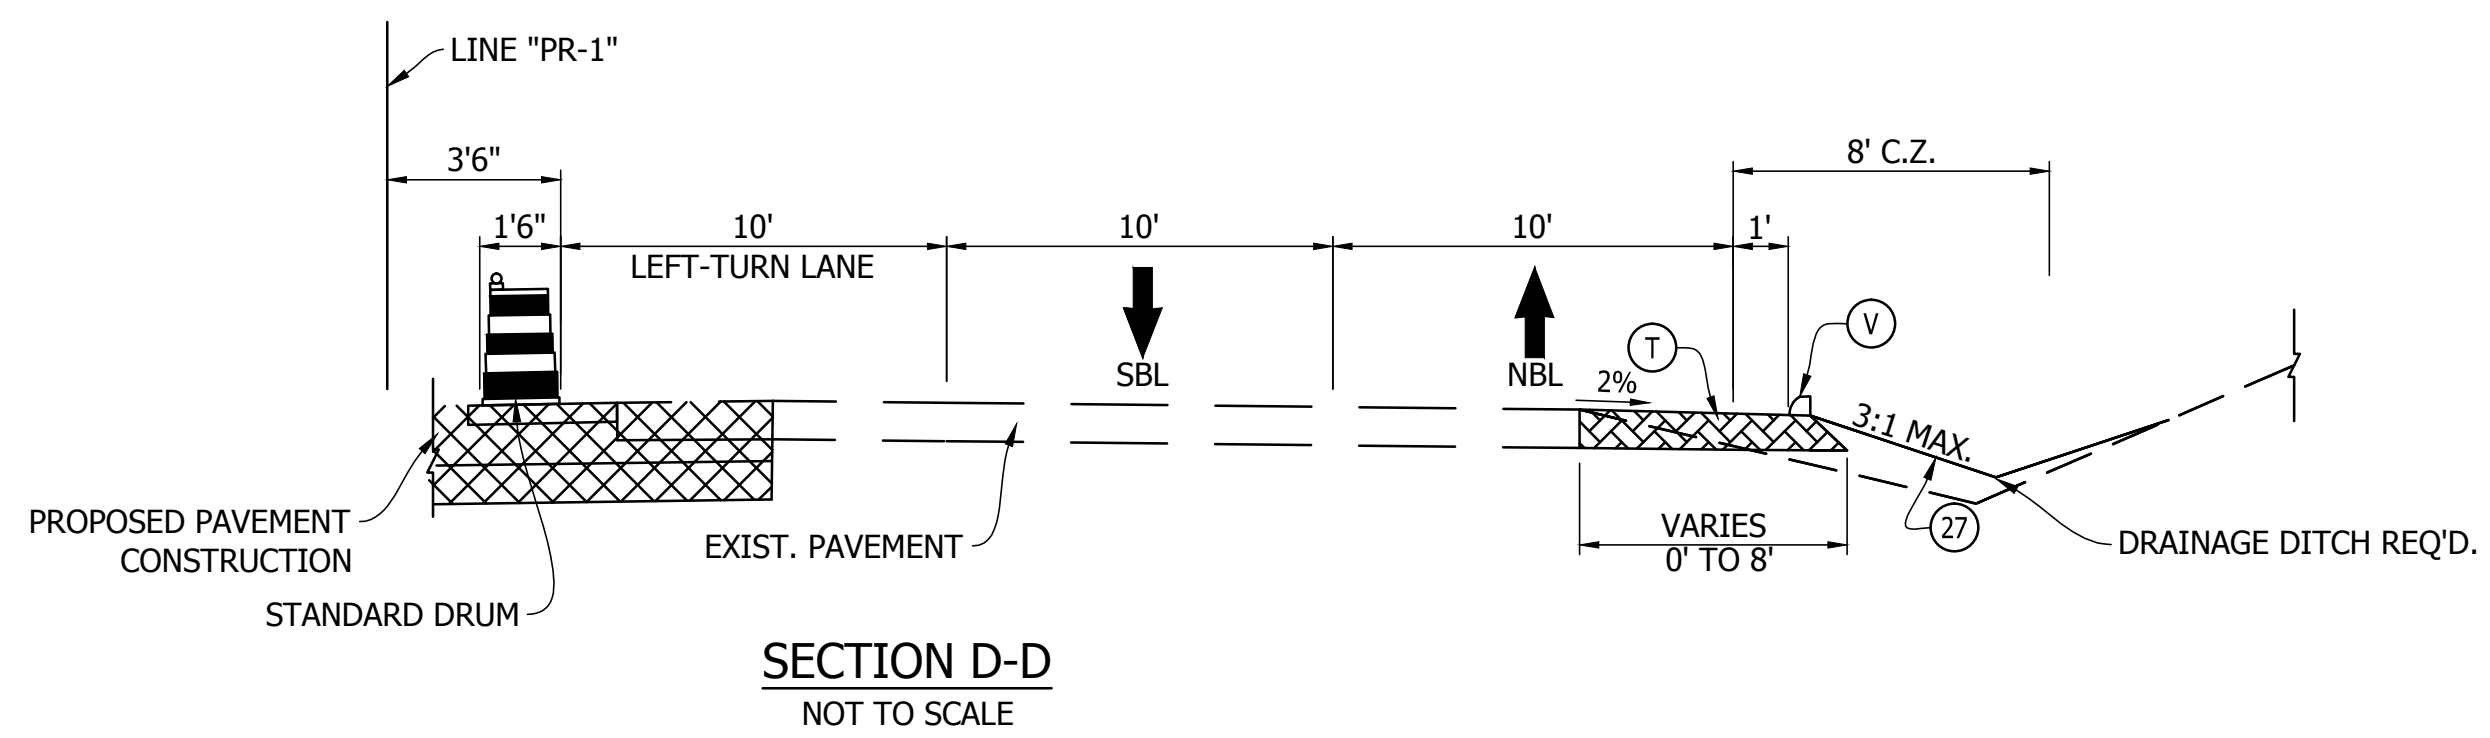 LINE "PR-1"
3'6"
8' C.Z.
1'6"
10'
10'
10'
1'
LEFT-TURN LANE
SBL
NBL
2%
T
V
3:1 MAX.
PROPOSED PAVEMENT
CONSTRUCTION
EXIST. PAVEMENT
VARIES
0' TO 8'
27
DRAINAGE DITCH REQ'D.
STANDARD DRUM
SECTION D-D
NOT TO SCALE